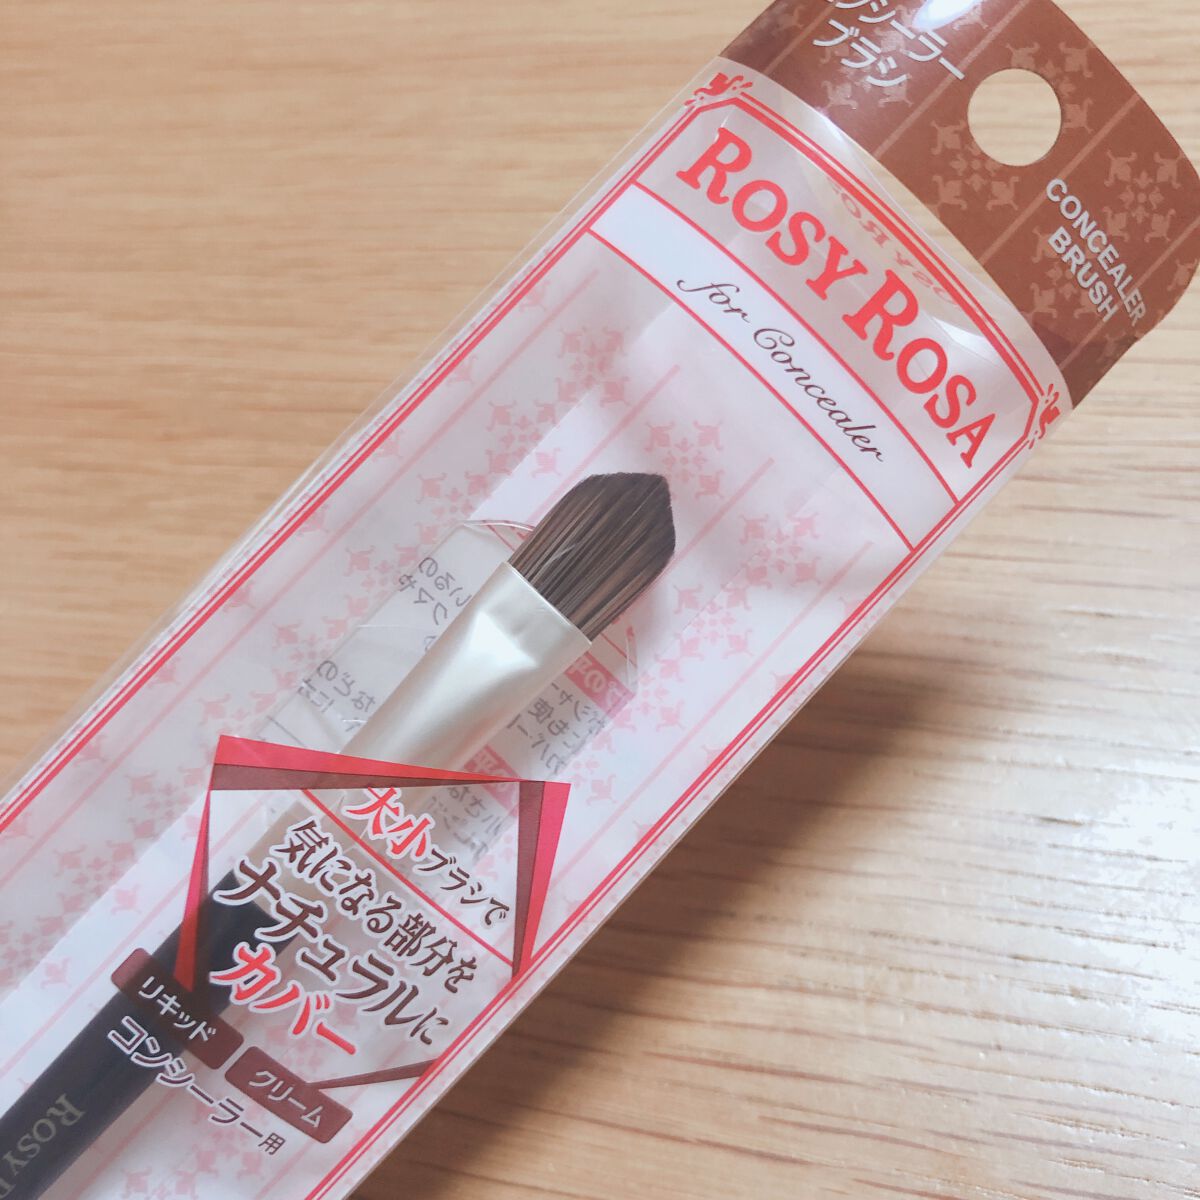 コンシーラー
ブラシ
CONCEALER
BRUSH
ROSY ROSA
for Concealer
大小ブラシで
気になる部分を
ナチュラルに
カバー
リキッド
クリーム
コンシーラー用
ROSY